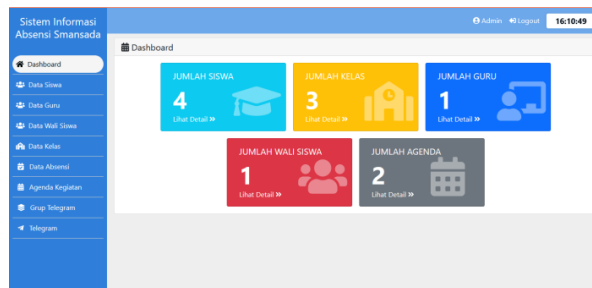 Sistem Informasi
Absensi Smansada
Admin Logout 16:10:49
Dashboard
Data Siswa
Data Guru
Data Wali Siswa
Data Kelas
Data Absensi
Agenda Kegiatan
Grup Telegram
Telegram
Dashboard
JUMLAH SISWA
4
Lihat Detail »
JUMLAH KELAS
3
Lihat Detail »
JUMLAH GURU
1
Lihat Detail »
JUMLAH WALI SISWA
1
Lihat Detail »
JUMLAH AGENDA
2
Lihat Detail »